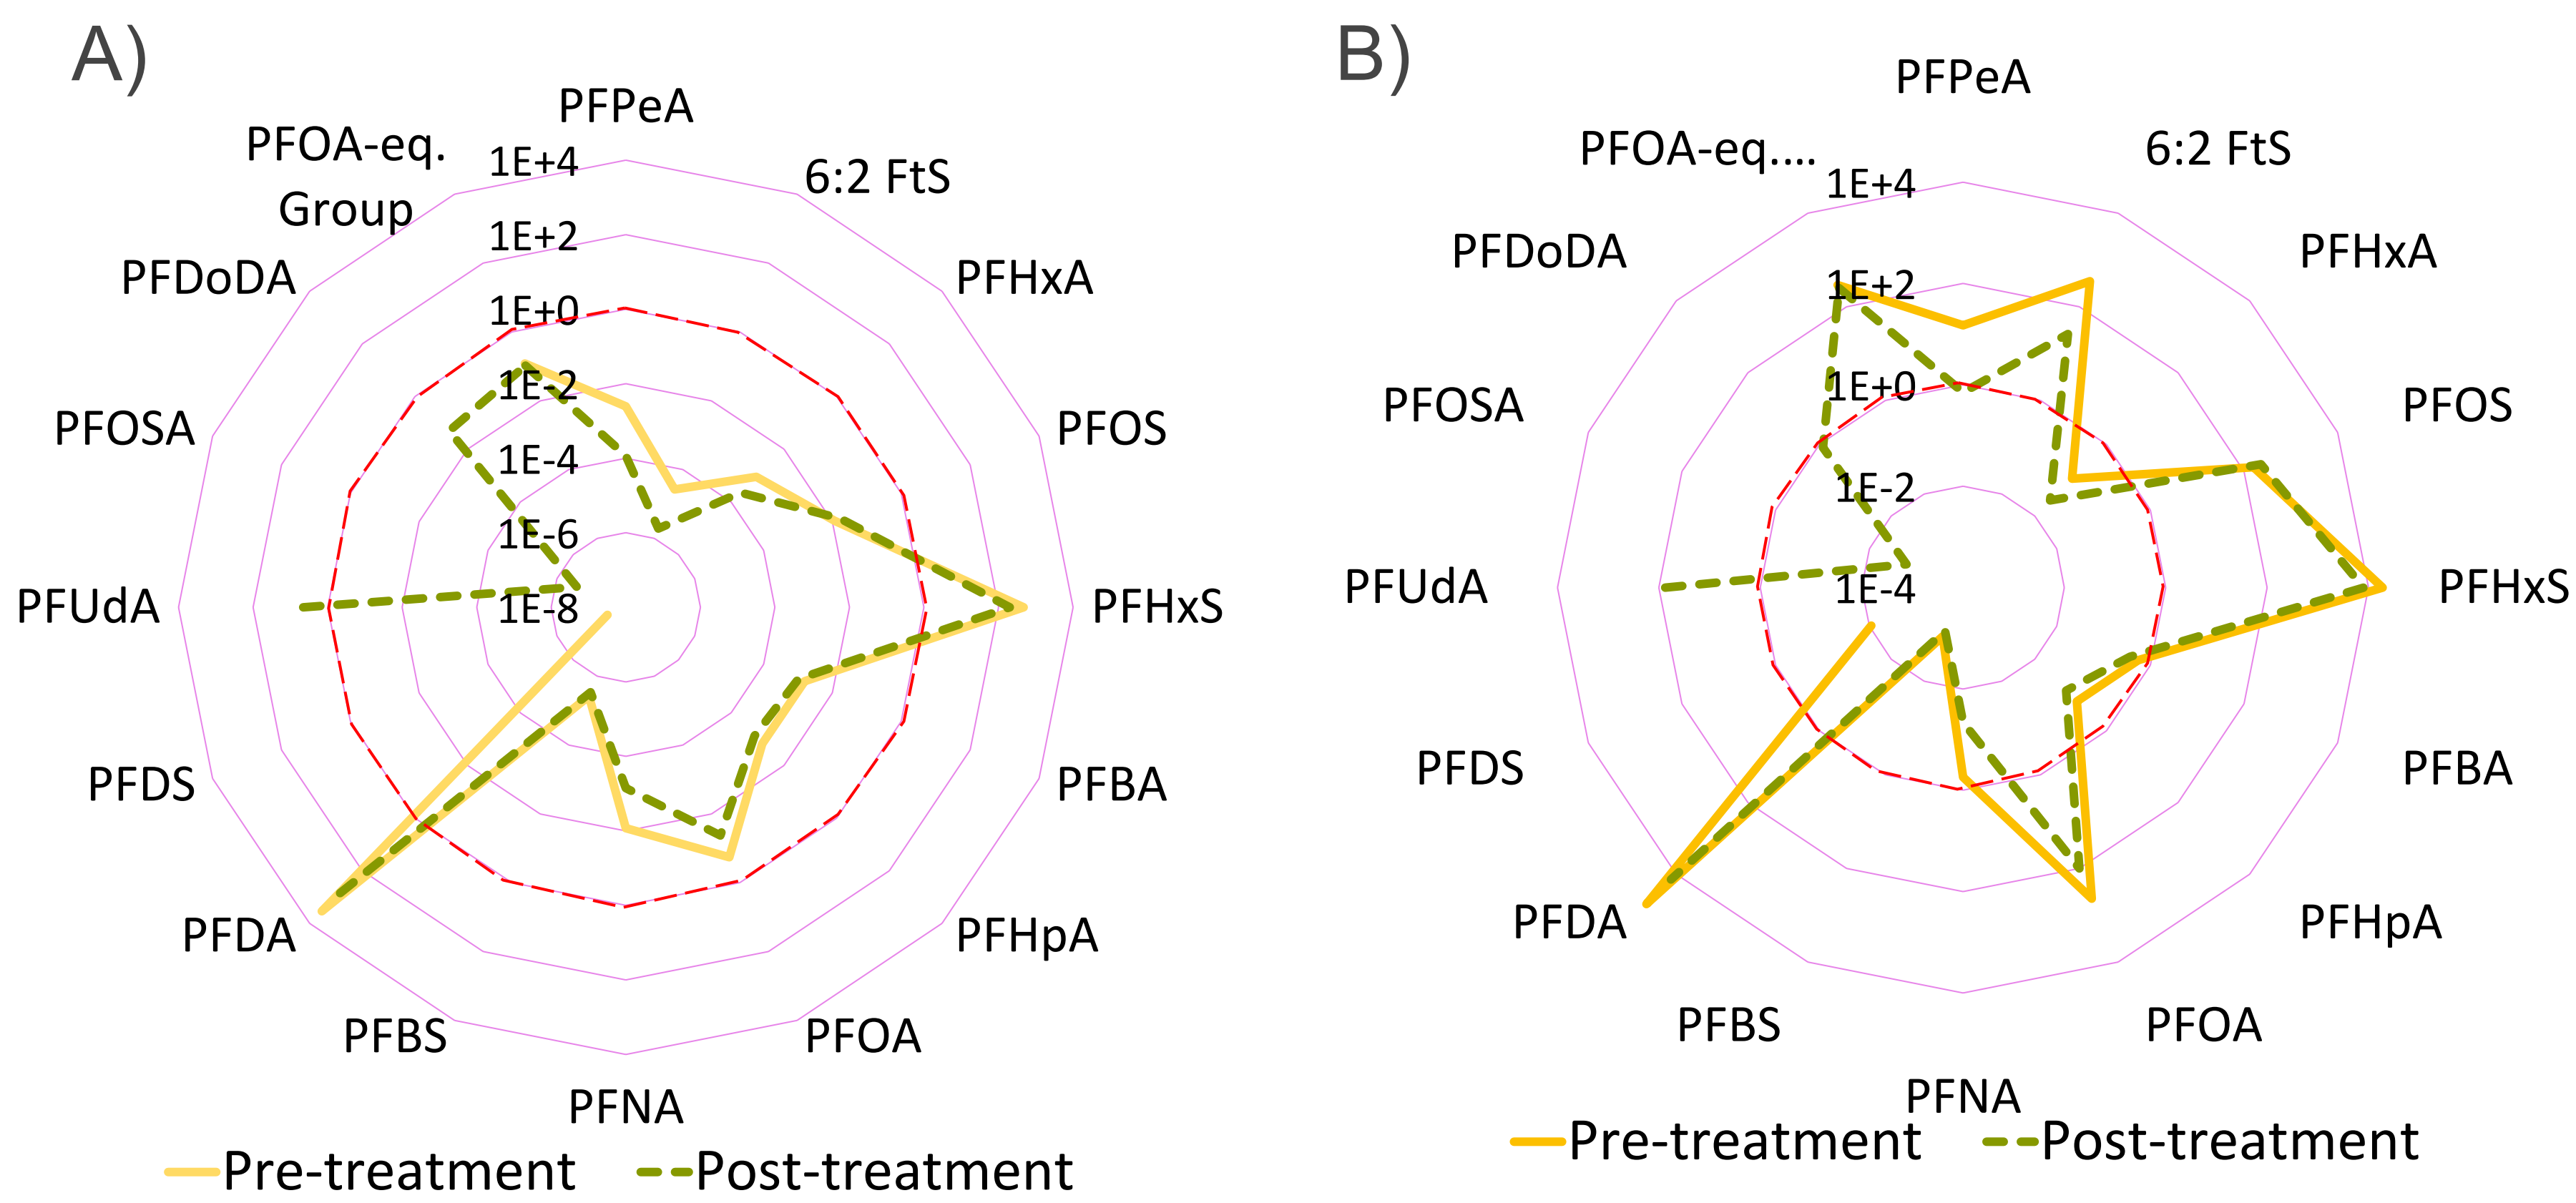 A)
PFPeA
PFOA-eq.
Group
1E+4
6:2 FtS
1E+2
PFDoDA
PFHxA
1E+0
1E-2
PFOSA
PFOS
1E-4
1E-6
PFUdA
1E-8
PFHxS
PFDS
PFBA
PFDA
PFHpA
PFBS
PFOA
PFNA
Pre-treatment
Post-treatment
B)
PFPeA
PFOA-eq....
6:2 FtS
1E+4
PFDoDA
PFHxA
1E+2
1E+0
PFOSA
PFOS
1E-2
PFUdA
1E-4
PFHxS
PFDS
PFBA
PFDA
PFHpA
PFBS
PFOA
PFNA
Pre-treatment
Post-treatment